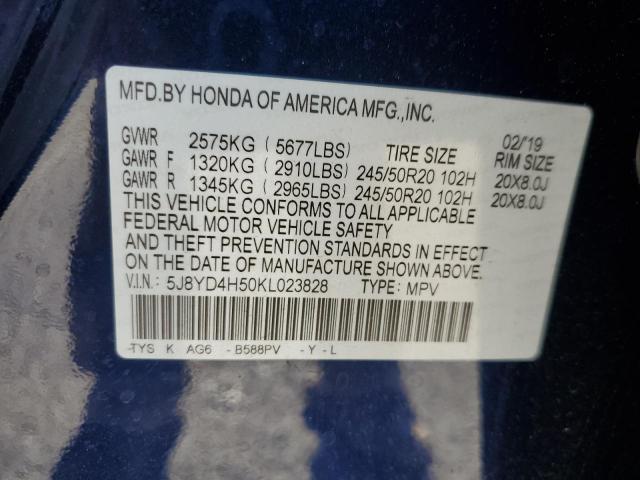 MFD.BY HONDA OF AMERICA MFG.,INC.
GVWR 2575KG ( 5677LBS) TIRE SIZE 02/'19 RIM SIZE
GAWR F 1320KG ( 2910LBS) 245/50R20 102H 20X8.0J
GAWR R 1345KG ( 2965LBS) 245/50R20 102H 20X8.0J
THIS VEHICLE CONFORMS TO ALL APPLICABLE
FEDERAL MOTOR VEHICLE SAFETY
AND THEFT PREVENTION STANDARDS IN EFFECT
ON THE DATE OF MANUFACTURE SHOWN ABOVE.
V.I.N.: 5J8YD4H50KL023828 TYPE: MPV
-TYS K AG6 -B588PV -Y -L